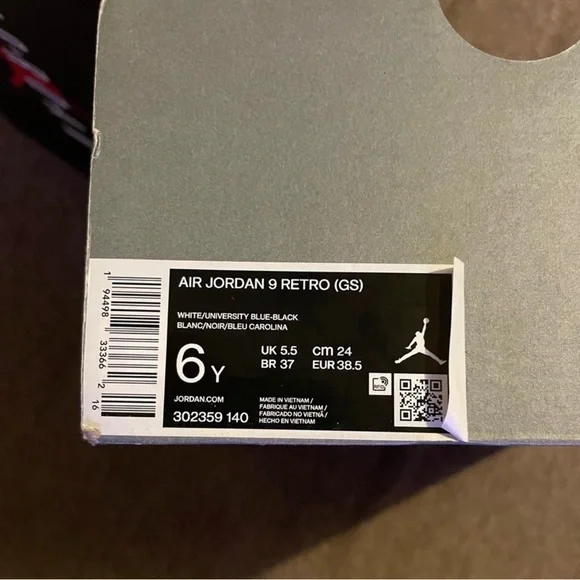 AIR JORDAN 9 RETRO (GS)
WHITE/UNIVERSITY BLUE-BLACK
BLANC/NOIR/BLEU CAROLINA
6 Y
UK 5.5 cm 24
BR 37 EUR 38.5
JORDAN.COM
302359 140
MADE IN VIETNAM /
FABRIQUE AU VIETNAM /
FABRICADO NO VIETNÃ /
HECHO EN VIETNAM
1 94498 33366 2 16